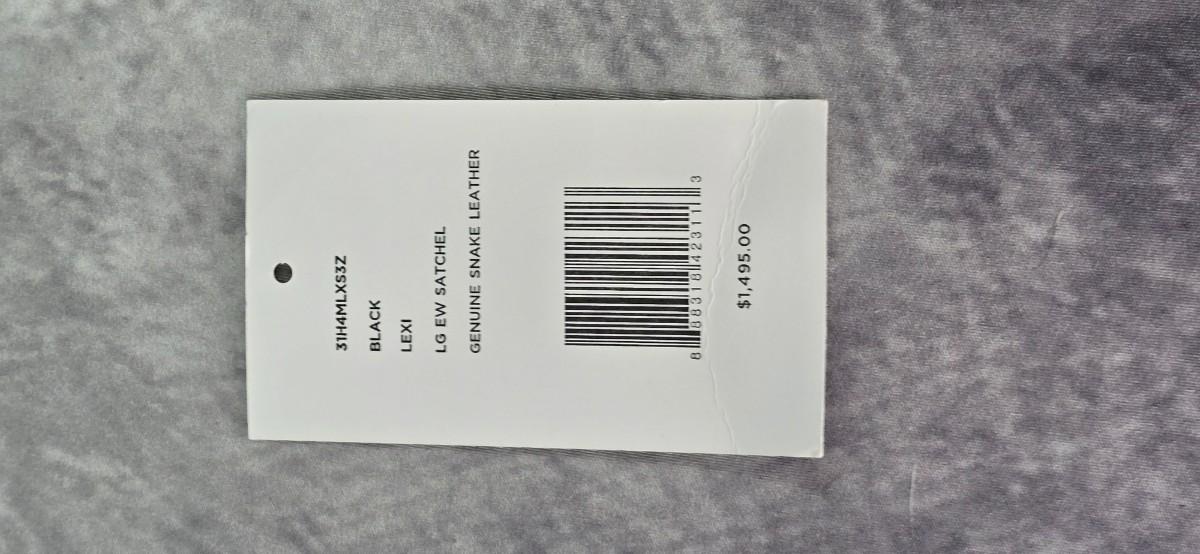 31H4MLXS3Z
BLACK
LEXI
LG EW SATCHEL
GENUINE SNAKE LEATHER
8 88318 42311 3
$1,495.00